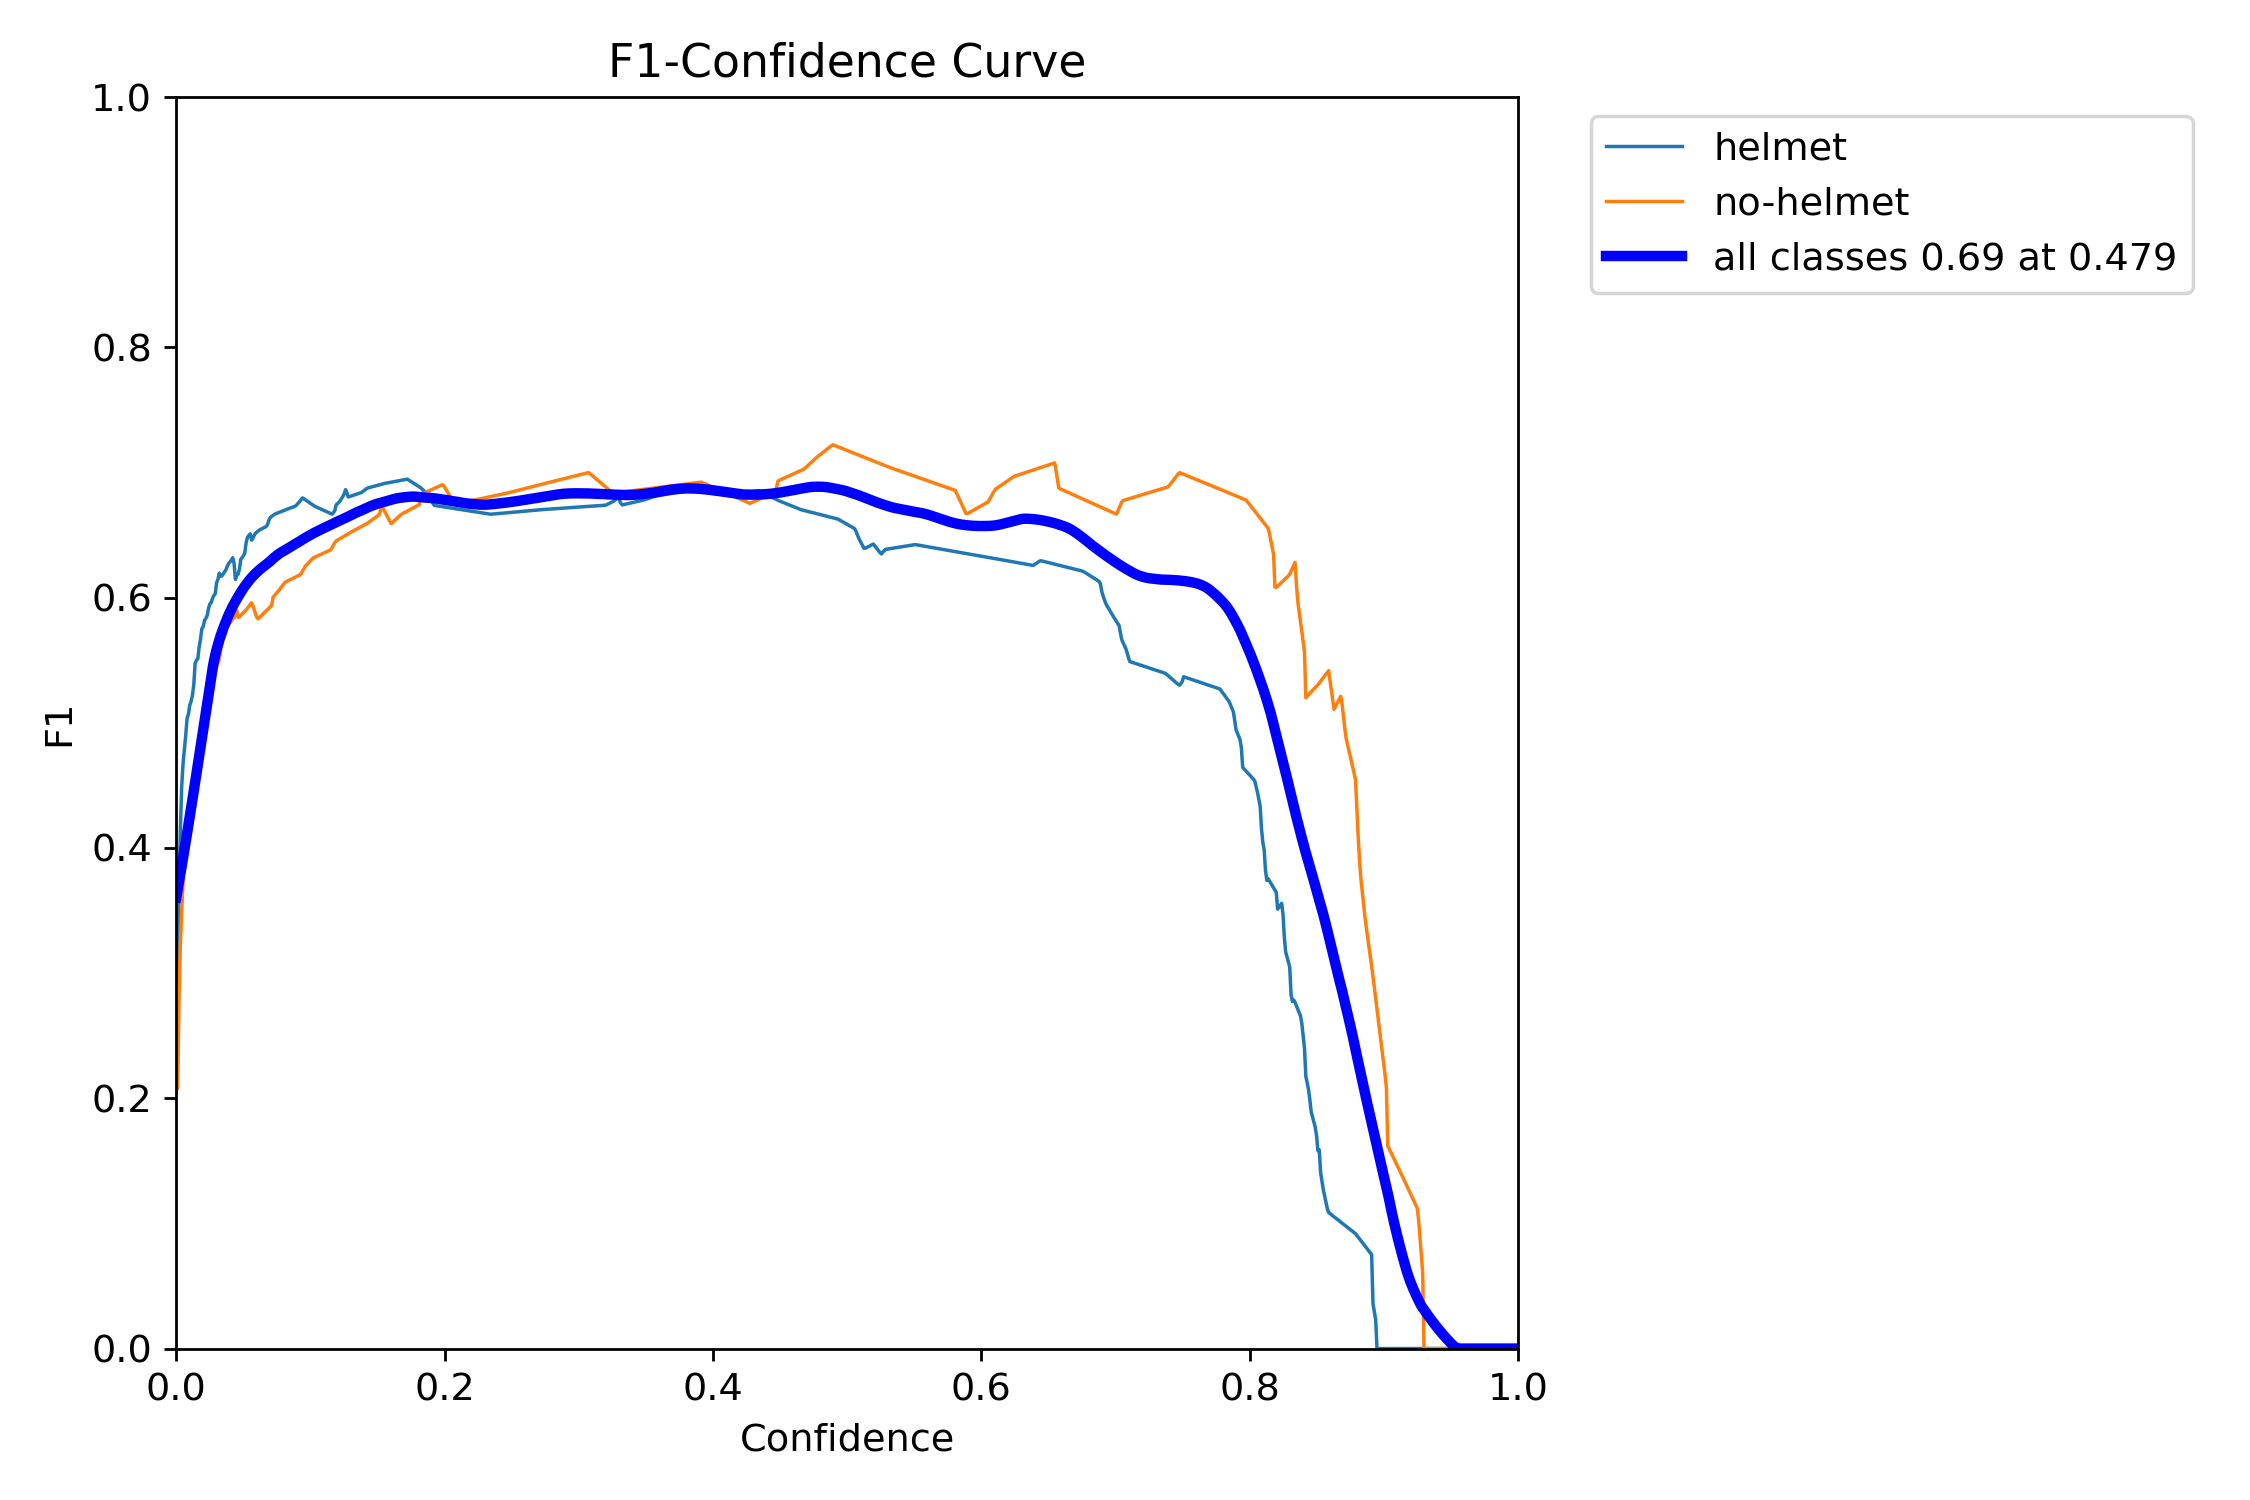 F1-Confidence Curve
1.0
0.8
0.6
0.4
0.2
0.0
F1
0.0 0.2 0.4 0.6 0.8 1.0
Confidence
helmet
no-helmet
all classes 0.69 at 0.479